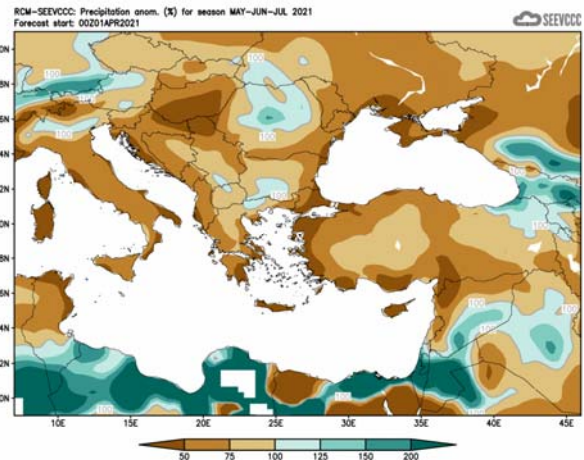 RCM-SEEVCCC: Precipitation anom. (%) for season MAY-JUN-JUL 2021
Forecast start: 00Z01APR2021
SEEVCCC
100
100
100
100
100
100
100
100
100
100
100
100
10E 15E 20E 25E 30E 35E 40E 45E
50 75 100 125 150 200